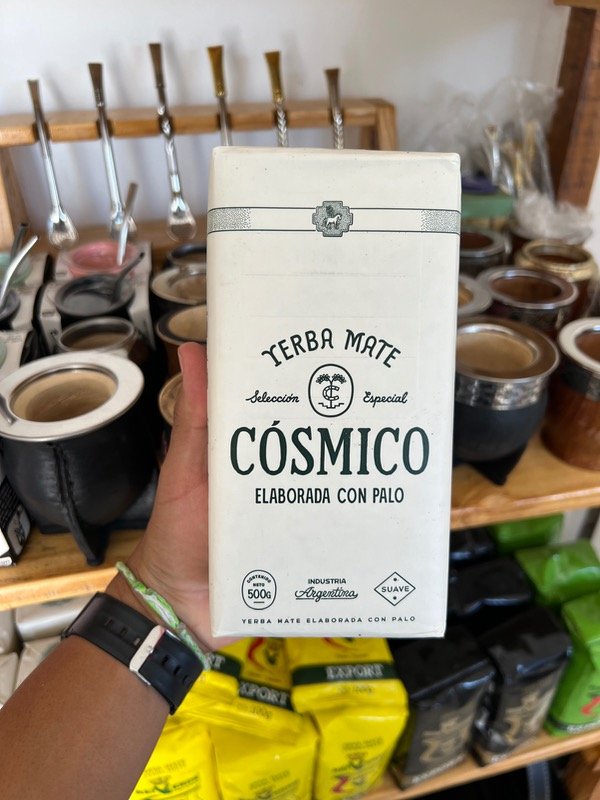 YERBA MATE
Selección Especial
CÓSMICO
ELABORADA CON PALO
CONTENIDO
NETO
500G
INDUSTRIA
Argentina
SUAVE
YERBA MATE ELABORADA CON PALO
EXPORT
EXPORT